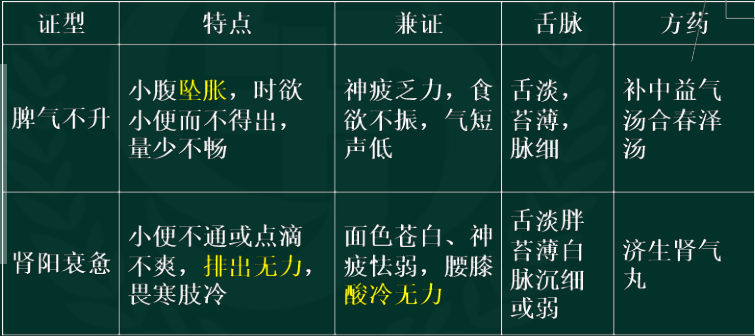 证型 特点 兼证 舌脉 方药
脾气不升
小腹坠胀，时欲
小便而不得出，
量少不畅
神疲乏力，食
欲不振，气短
声低
舌淡，
苔薄，
脉细
补中益气
汤合春泽
汤
肾阳衰惫
小便不通或点滴
不爽，排出无力，
畏寒肢冷
面色苍白、神
疲怯弱，腰膝
酸冷无力
舌淡胖
苔薄白
脉沉细
或弱
济生肾气
丸